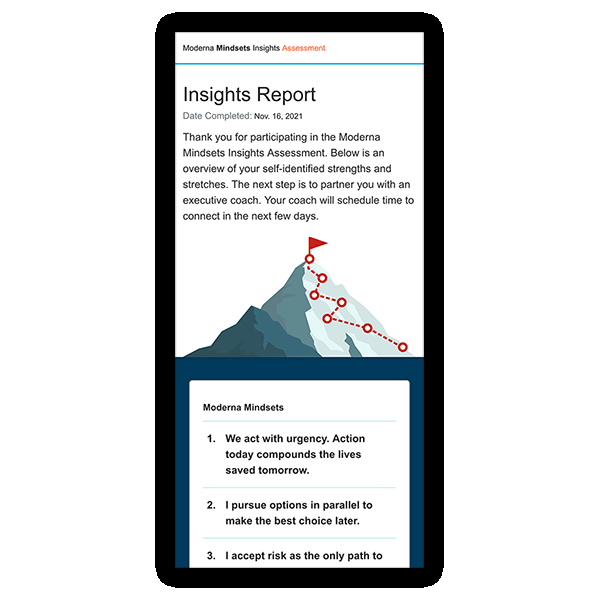 Moderna Mindsets Insights Assessment
Insights Report
Date Completed: Nov. 16, 2021
Thank you for participating in the Moderna
Mindsets Insights Assessment. Below is an
overview of your self-identified strengths and
stretches. The next step is to partner you with an
executive coach. Your coach will schedule time to
connect in the next few days.
Moderna Mindsets
1. We act with urgency. Action
today compounds the lives
saved tomorrow.
2. I pursue options in parallel to
make the best choice later.
3. I accept risk as the only path to